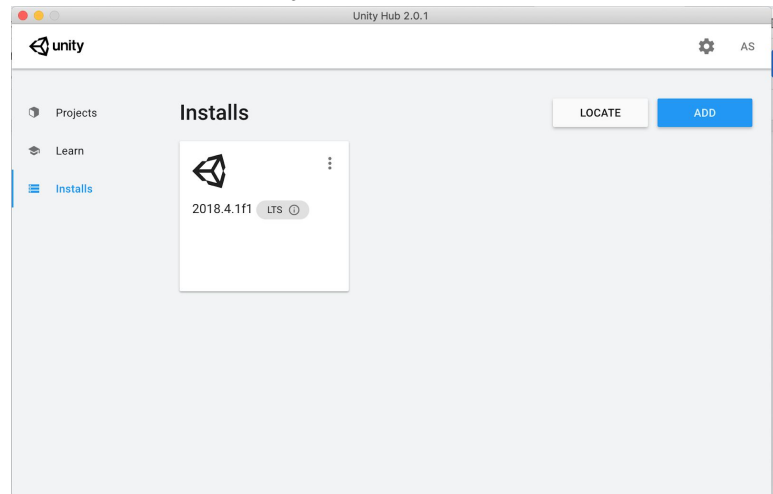 Unity Hub 2.0.1
unity
AS
Projects
Learn
Installs
Installs
LOCATE
ADD
2018.4.1f1 LTS